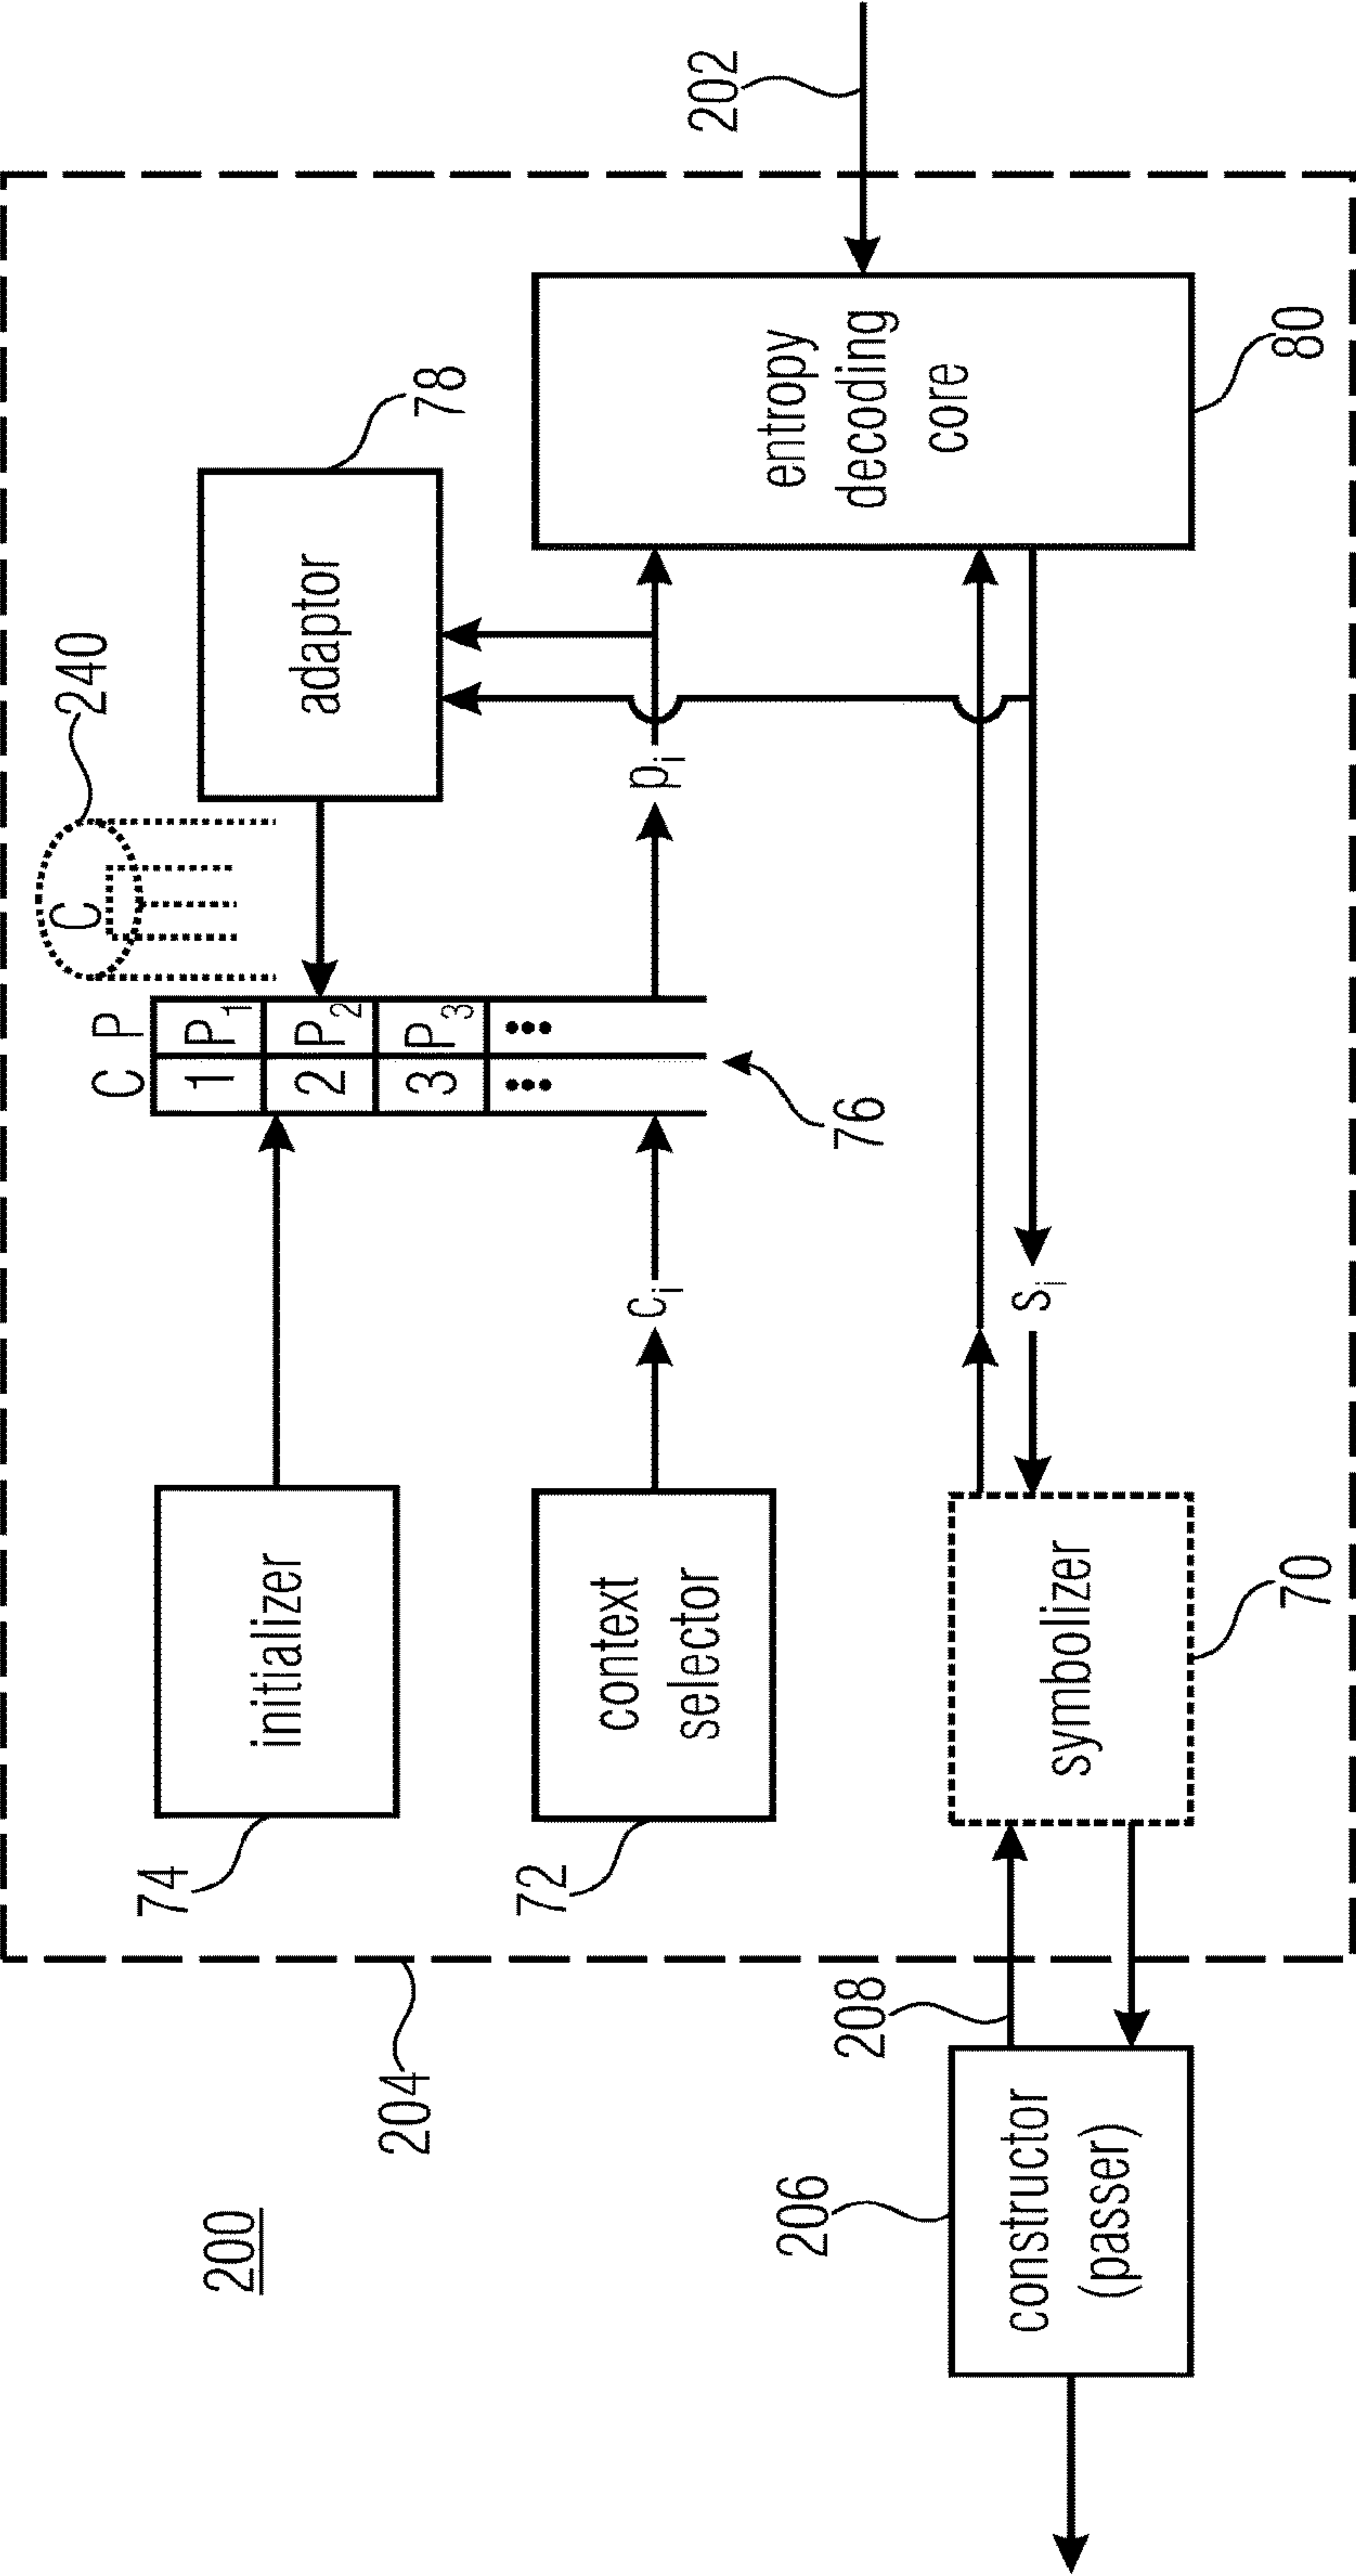 200
204
74
initializer
72
context
selector
206
constructor
(passer)
208
symbolizer
70
C P
1 P1
2 P2
3 P3
... ...
76
C
240
adaptor
78
ci
pi
si
entropy
decoding
core
80
202